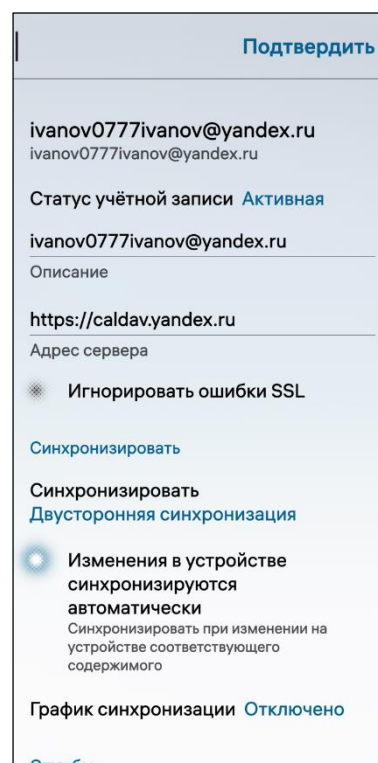 Подтвердить
ivanov0777ivanov@yandex.ru
ivanov0777ivanov@yandex.ru
Статус учётной записи Активная
ivanov0777ivanov@yandex.ru
Описание
https://caldav.yandex.ru
Адрес сервера
Игнорировать ошибки SSL
Синхронизировать
Синхронизировать
Двусторонняя синхронизация
Изменения в устройстве
синхронизируются
автоматически
Синхронизировать при изменении на
устройстве соответствующего
содержимого
График синхронизации Отключено